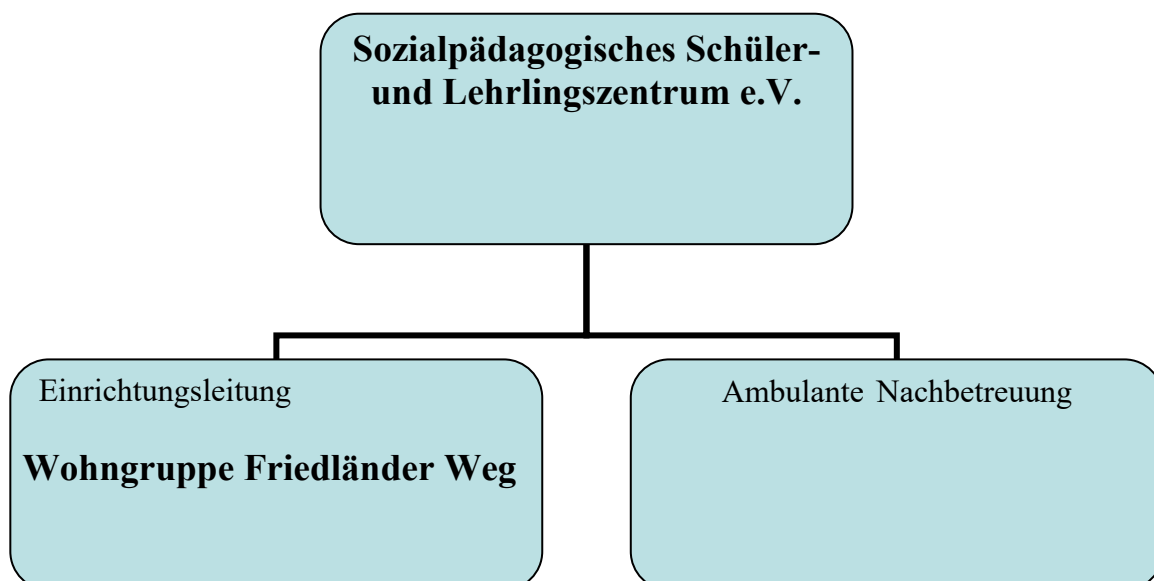 Sozialpädagogisches Schüler-
und Lehrlingszentrum e.V.
Einrichtungsleitung
Wohngruppe Friedländer Weg
Ambulante Nachbetreuung